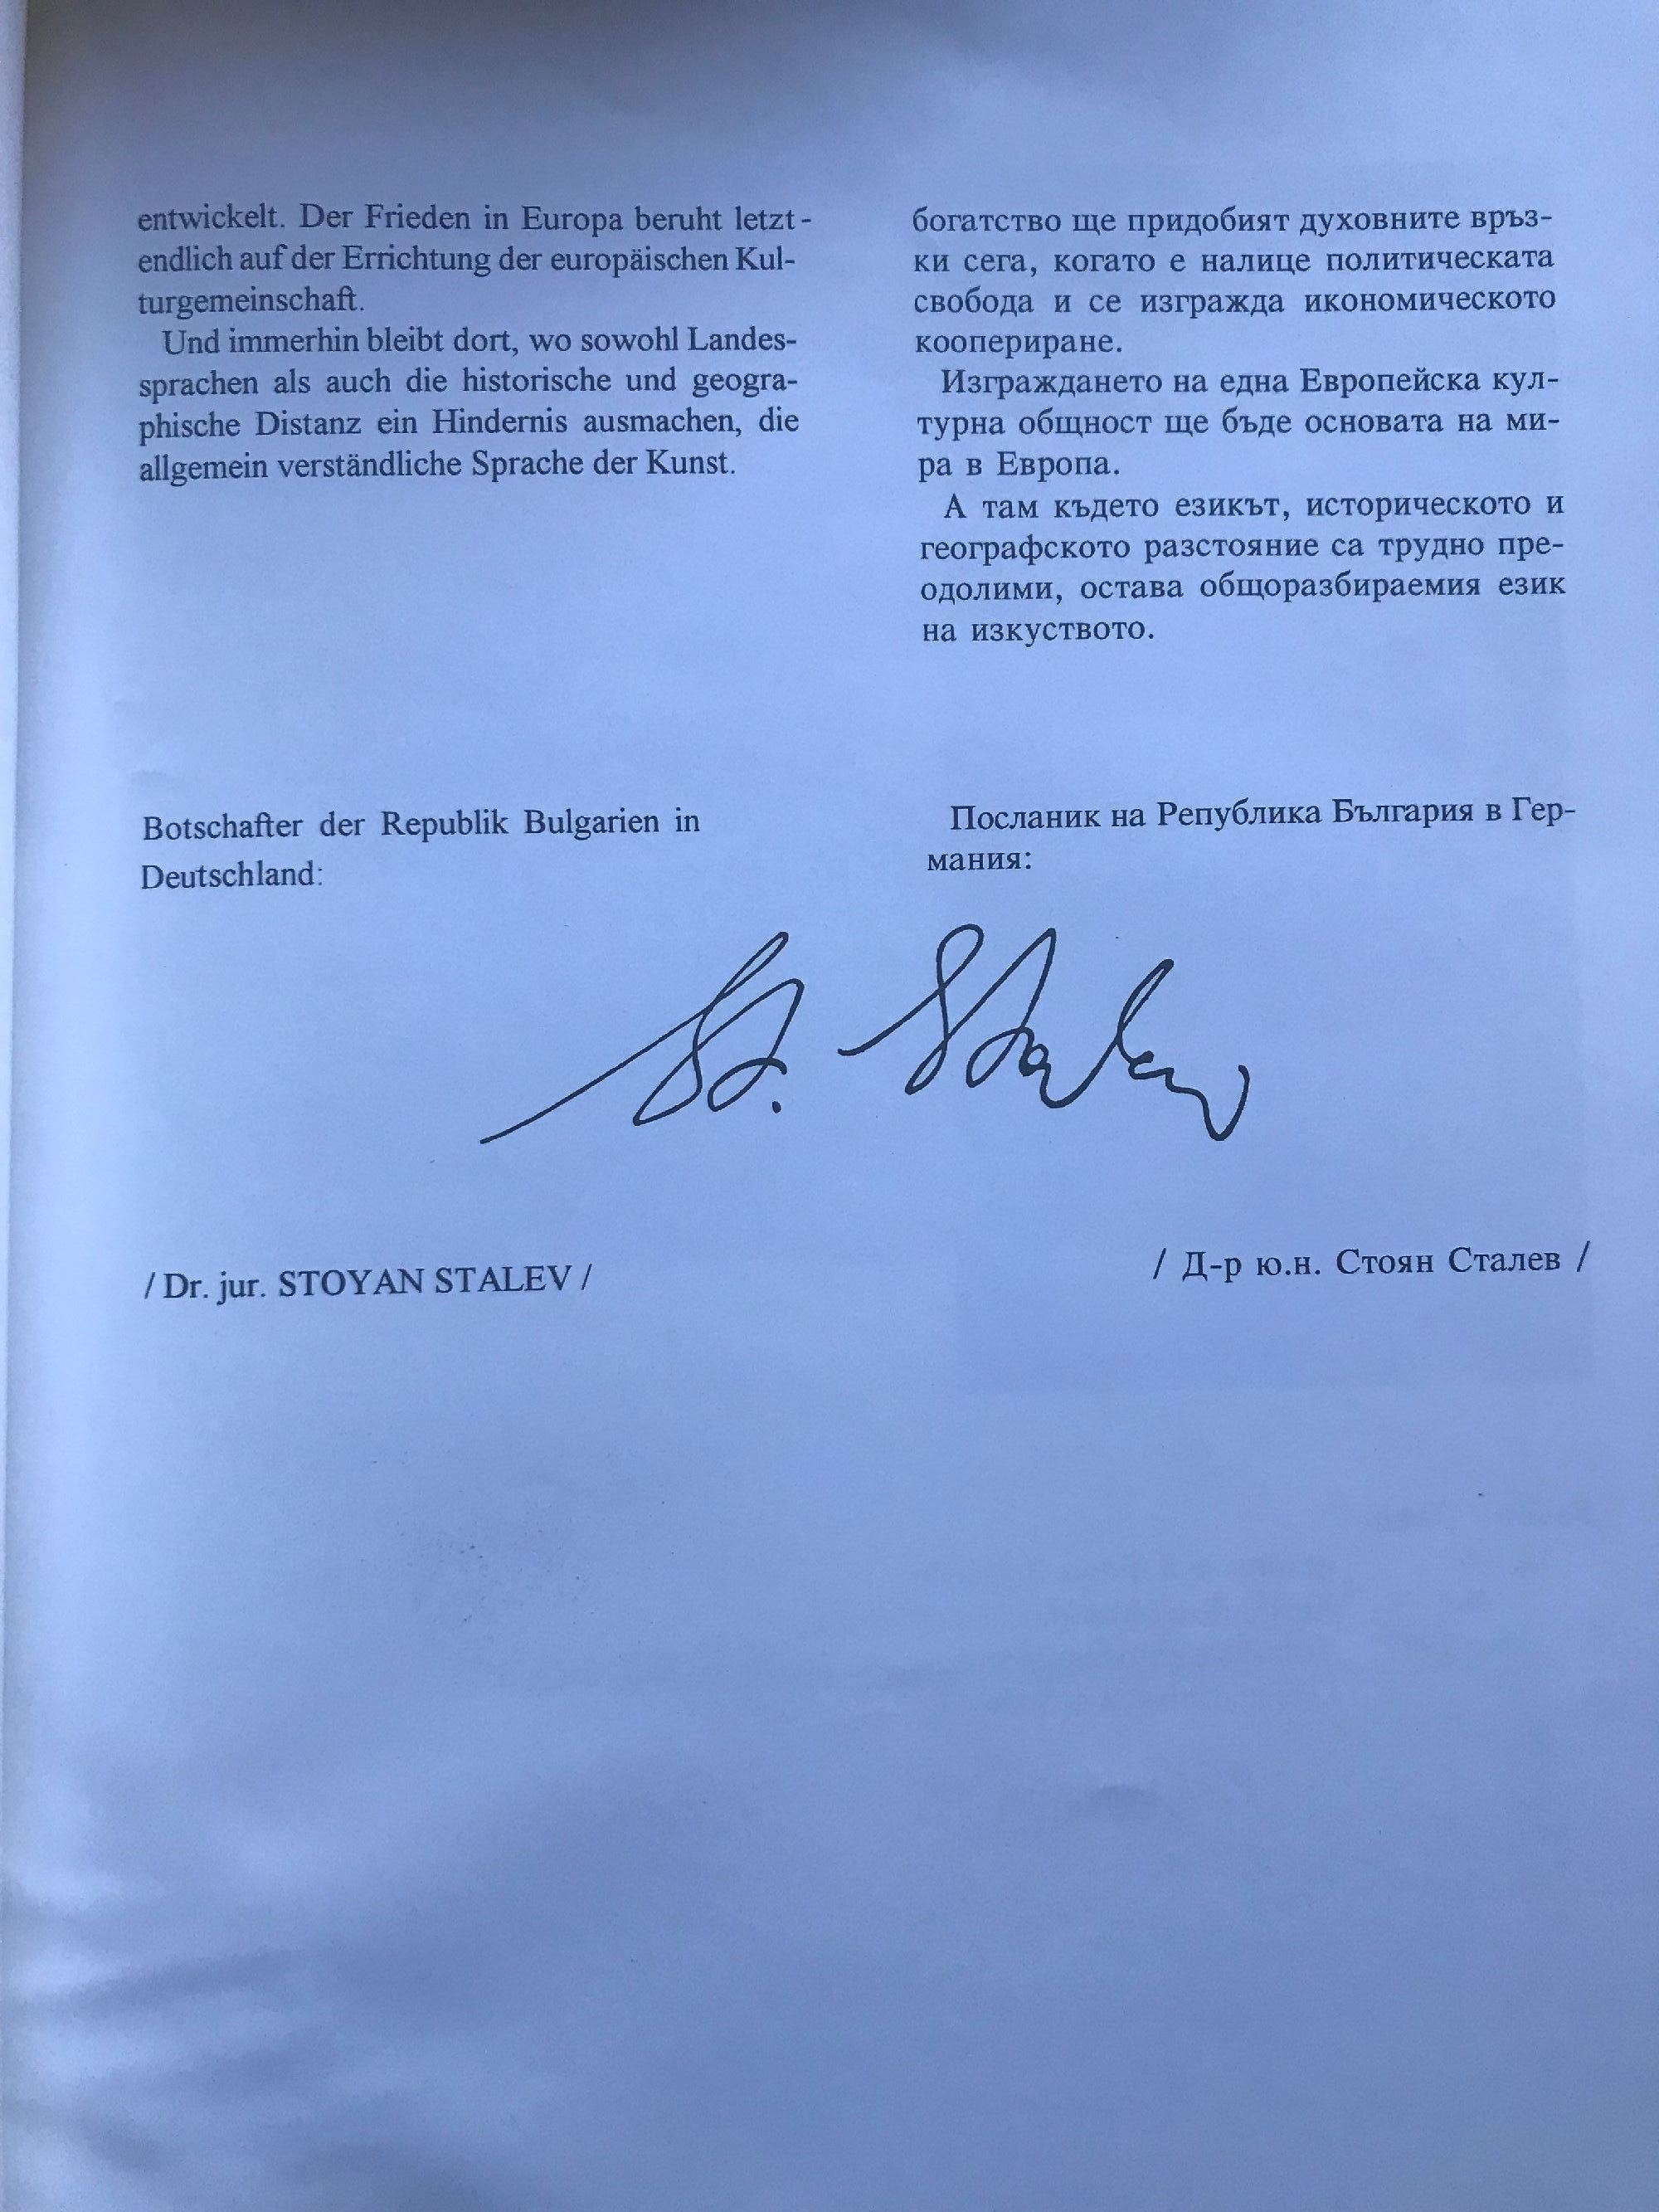 entwickelt. Der Frieden in Europa beruht letzt-
endlich auf der Errichtung der europäischen Kul-
turgemeinschaft.
Und immerhin bleibt dort, wo sowohl Landes-
sprachen als auch die historische und geogra-
phische Distanz ein Hindernis ausmachen, die
allgemein verständliche Sprache der Kunst.
богатство ще придобият духовните връз-
ки сега, когато е налице политическата
свобода и се изгражда икономическото
коопериране.
Изграждането на една Европейска кул-
турна общност ще бъде основата на ми-
ра в Европа.
А там където езикът, историческото и
географското разстояние са трудно пре-
одолими, остава общоразбираемия език
на изкуството.
Botschafter der Republik Bulgarien in
Deutschland:
Посланик на Република България в Гер-
мания:
St. Stalev
/ Dr. jur. STOYAN STALEV /
/ Д-р ю.н. Стоян Сталев /